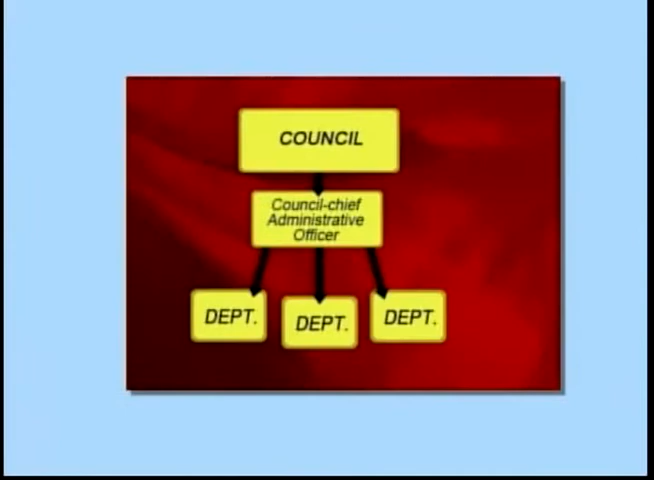 COUNCIL
Council-chief
Administrative
Officer
DEPT.
DEPT.
DEPT.